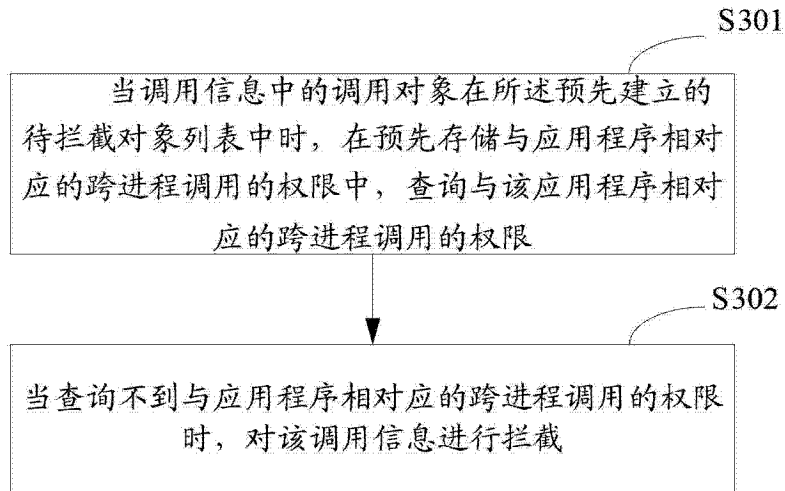 S301
当调用信息中的调用对象在所述预先建立的
待拦截对象列表中时，在预先存储与应用程序相对
应的跨进程调用的权限中，查询与该应用程序相对
应的跨进程调用的权限
S302
当查询不到与应用程序相对应的跨进程调用的权限
时，对该调用信息进行拦截